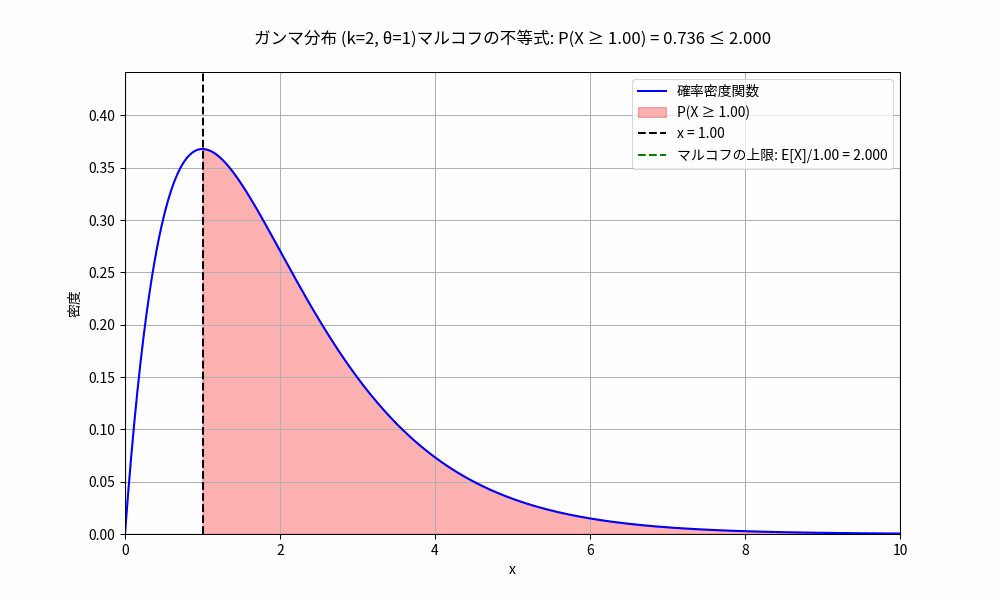 ガンマ分布 (k=2, θ=1)マルコフの不等式: P(X ≥ 1.00) = 0.736 ≤ 2.000
確率密度関数
P(X ≥ 1.00)
x = 1.00
マルコフの上限: E[X]/1.00 = 2.000
密度
0.40
0.35
0.30
0.25
0.20
0.15
0.10
0.05
0.00
0 2 4 6 8 10
x